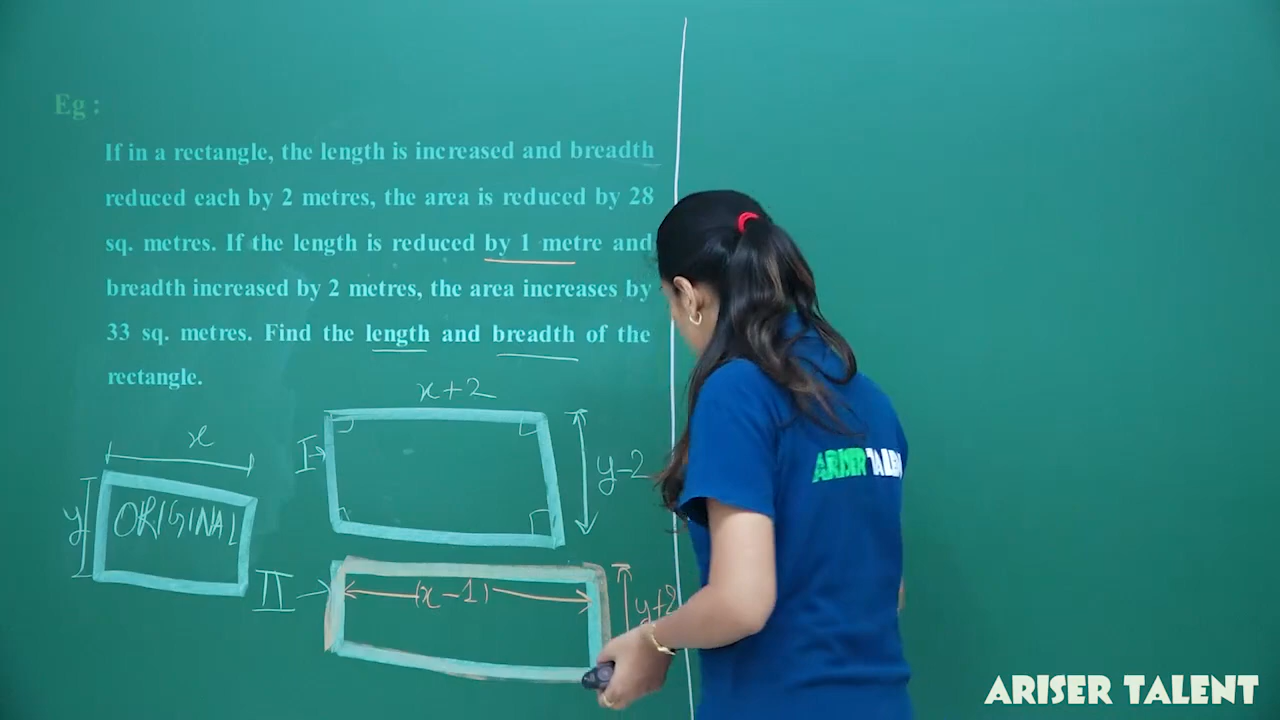 Eg :
If in a rectangle, the length is increased and breadth
reduced each by 2 metres, the area is reduced by 28
sq. metres. If the length is reduced by 1 metre and
breadth increased by 2 metres, the area increases by
33 sq. metres. Find the length and breadth of the
rectangle.
x+2
x
I
y-2
y
ORIGINAL
II
(x-1)
y+2
ARISER TALEN
ARISER TALENT